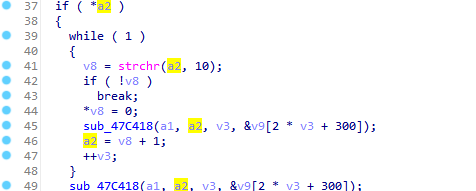 37 if ( *a2 )
38 {
39 while ( 1 )
40 {
41 v8 = strchr(a2, 10);
42 if ( !v8 )
43 break;
44 *v8 = 0;
45 sub_47C418(a1, a2, v3, &v9[2 * v3 + 300]);
46 a2 = v8 + 1;
47 ++v3;
48 }
49 sub_47C418(a1, a2, v3, &v9[2 * v3 + 300]);